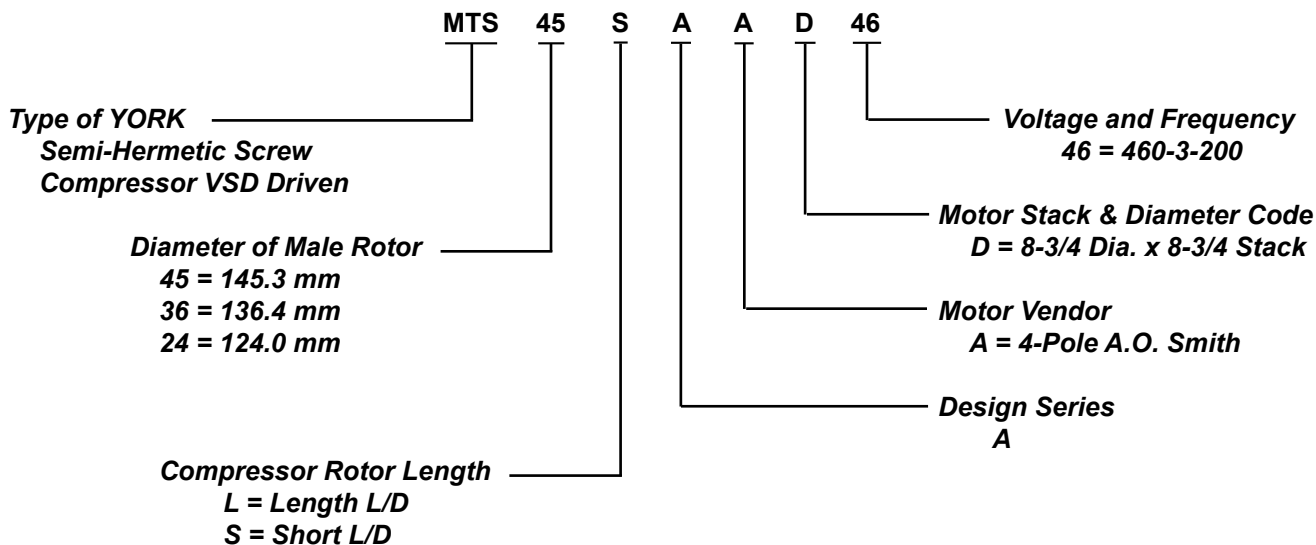 MTS 45 S A A D 46
Type of YORK
Semi-Hermetic Screw
Compressor VSD Driven
Diameter of Male Rotor
45 = 145.3 mm
36 = 136.4 mm
24 = 124.0 mm
Compressor Rotor Length
L = Length L/D
S = Short L/D
Voltage and Frequency
46 = 460-3-200
Motor Stack & Diameter Code
D = 8-3/4 Dia. x 8-3/4 Stack
Motor Vendor
A = 4-Pole A.O. Smith
Design Series
A